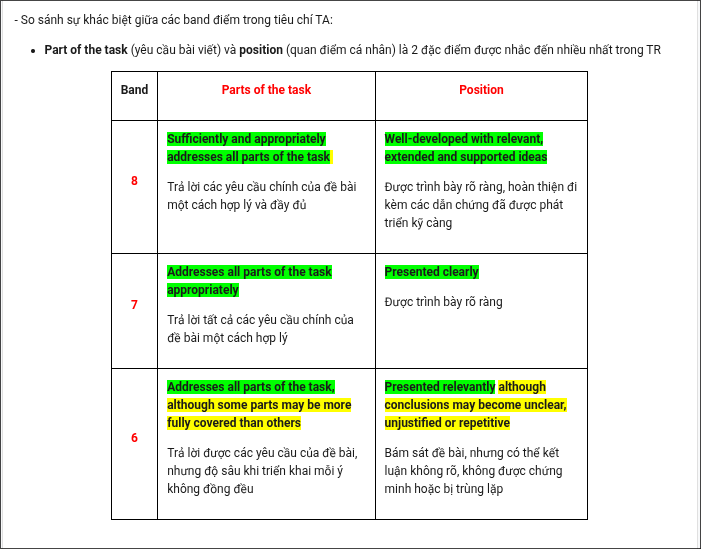 - So sánh sự khác biệt giữa các band điểm trong tiêu chí TA:
• Part of the task (yêu cầu bài viết) và position (quan điểm cá nhân) là 2 đặc điểm được nhắc đến nhiều nhất trong TR
Band
Parts of the task
Position
8
Sufficiently and appropriately
addresses all parts of the task
Trả lời các yêu cầu chính của đề bài
một cách hợp lý và đầy đủ
Well-developed with relevant,
extended and supported ideas
Được trình bày rõ ràng, hoàn thiện đi
kèm các dẫn chứng đã được phát
triển kỹ càng
7
Addresses all parts of the task
appropriately
Trả lời tất cả các yêu cầu chính của
đề bài một cách hợp lý
Presented clearly
Được trình bày rõ ràng
6
Addresses all parts of the task,
although some parts may be more
fully covered than others
Trả lời được các yêu cầu của đề bài,
nhưng độ sâu khi triển khai mỗi ý
không đồng đều
Presented relevantly although
conclusions may become unclear,
unjustified or repetitive
Bám sát đề bài, nhưng có thể kết
luận không rõ, không được chứng
minh hoặc bị trùng lặp